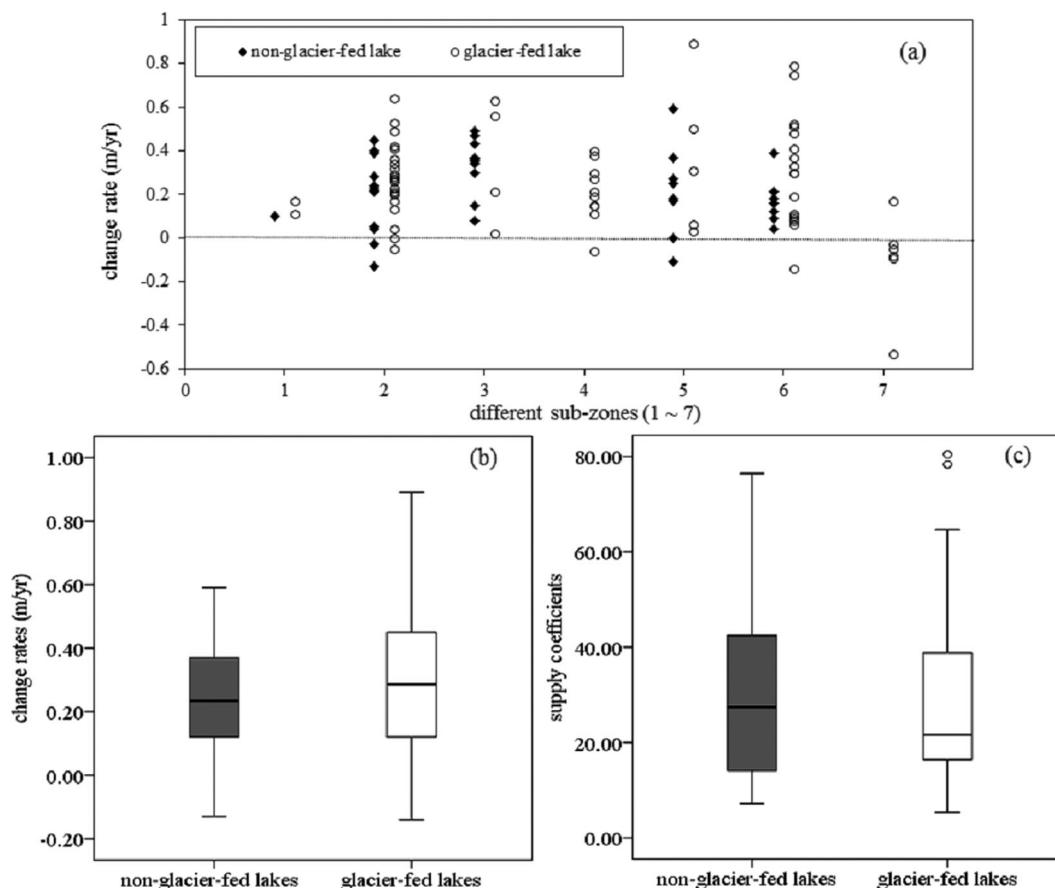 1
non-glacier-fed lake glacier-fed lake (a)
0.8
0.6
0.4
0.2
0
-0.2
-0.4
-0.6
change rate (m/yr)
0 1 2 3 4 5 6 7
different sub-zones (1 ~ 7)
(b)
1.00
0.80
0.60
0.40
0.20
0.00
-0.20
change rates (m/yr)
non-glacier-fed lakes glacier-fed lakes
(c)
80.00
60.00
40.00
20.00
0.00
supply coefficients
non-glacier-fed lakes glacier-fed lakes